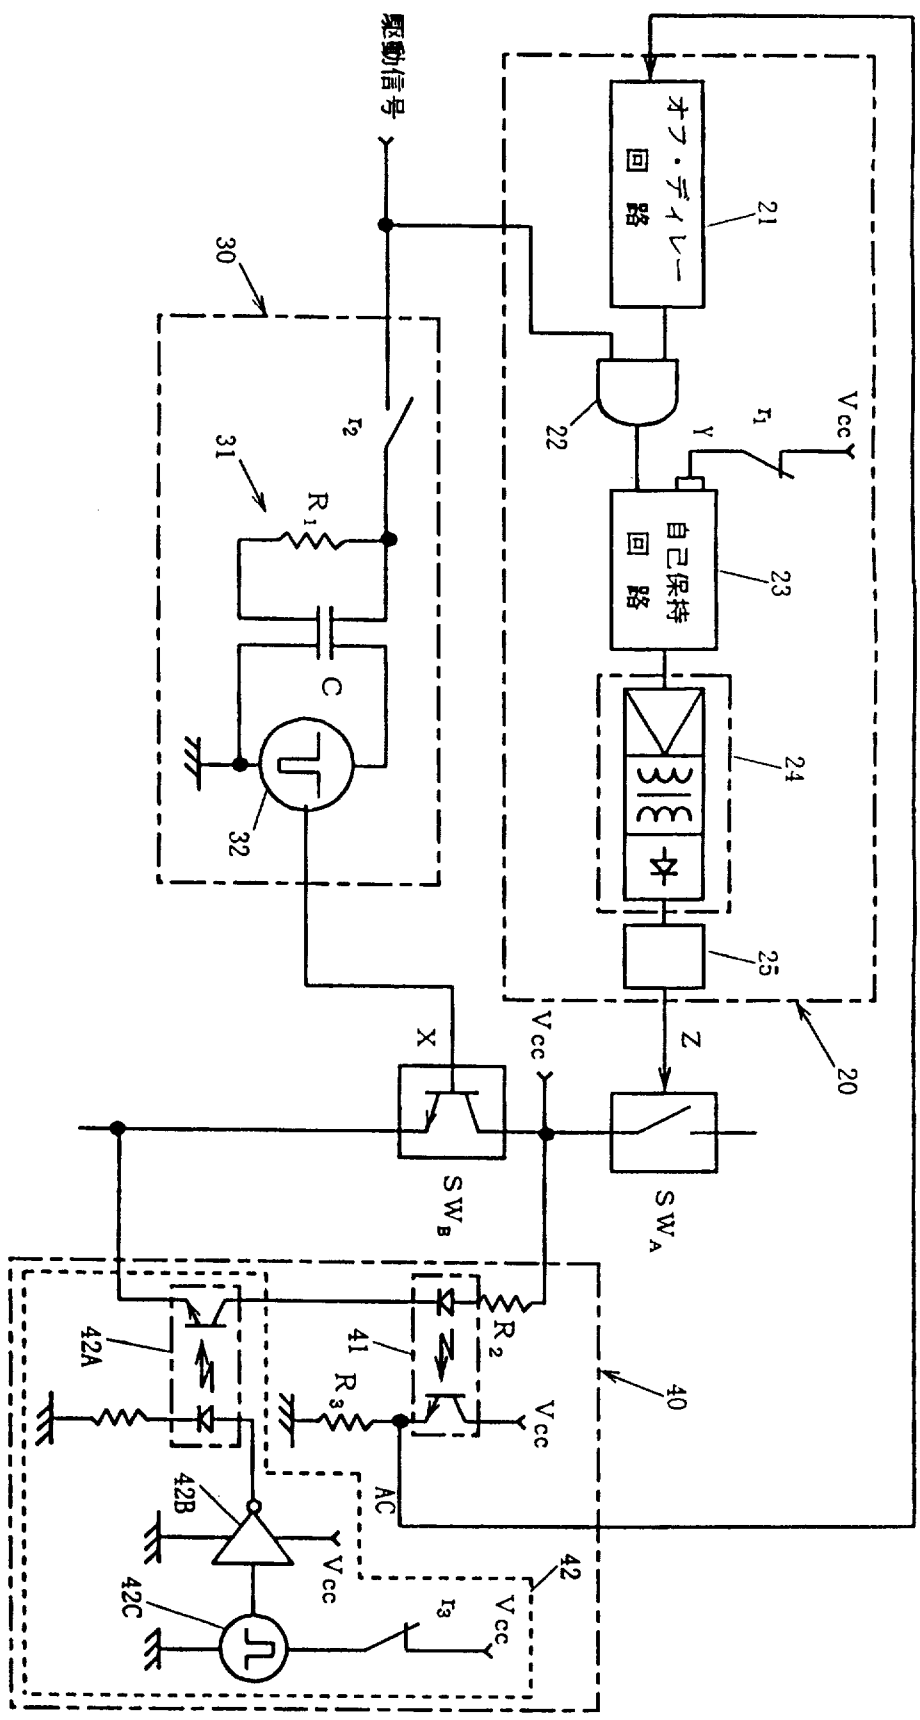 駆動信号
オフ・ディレー
回路
21
22
Vcc
r₁
Y
自己保持
回路
23
24
25
20
Z
SWA
30
r₂
31
R₁
C
32
X
Vcc
SWB
40
R₂
41
R₃
Vcc
AC
42A
42B
Vcc
42
42C
r₃
Vcc